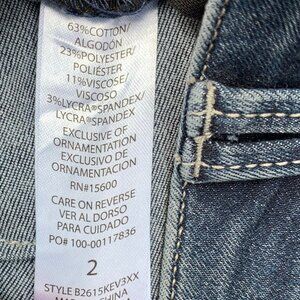 63%COTTON/
ALGODÓN
23%POLYESTER/
POLIÉSTER
11%VISCOSE/
VISCOSO
3%LYCRA®SPANDEX/
LYCRA®SPANDEX
EXCLUSIVE OF
ORNAMENTATION
EXCLUSIVO DE
ORNAMENTACIÓN
RN#15600
CARE ON REVERSE
VER AL DORSO
PARA CUIDADO
PO# 100-00117836
2
STYLE B2615KEV3XX